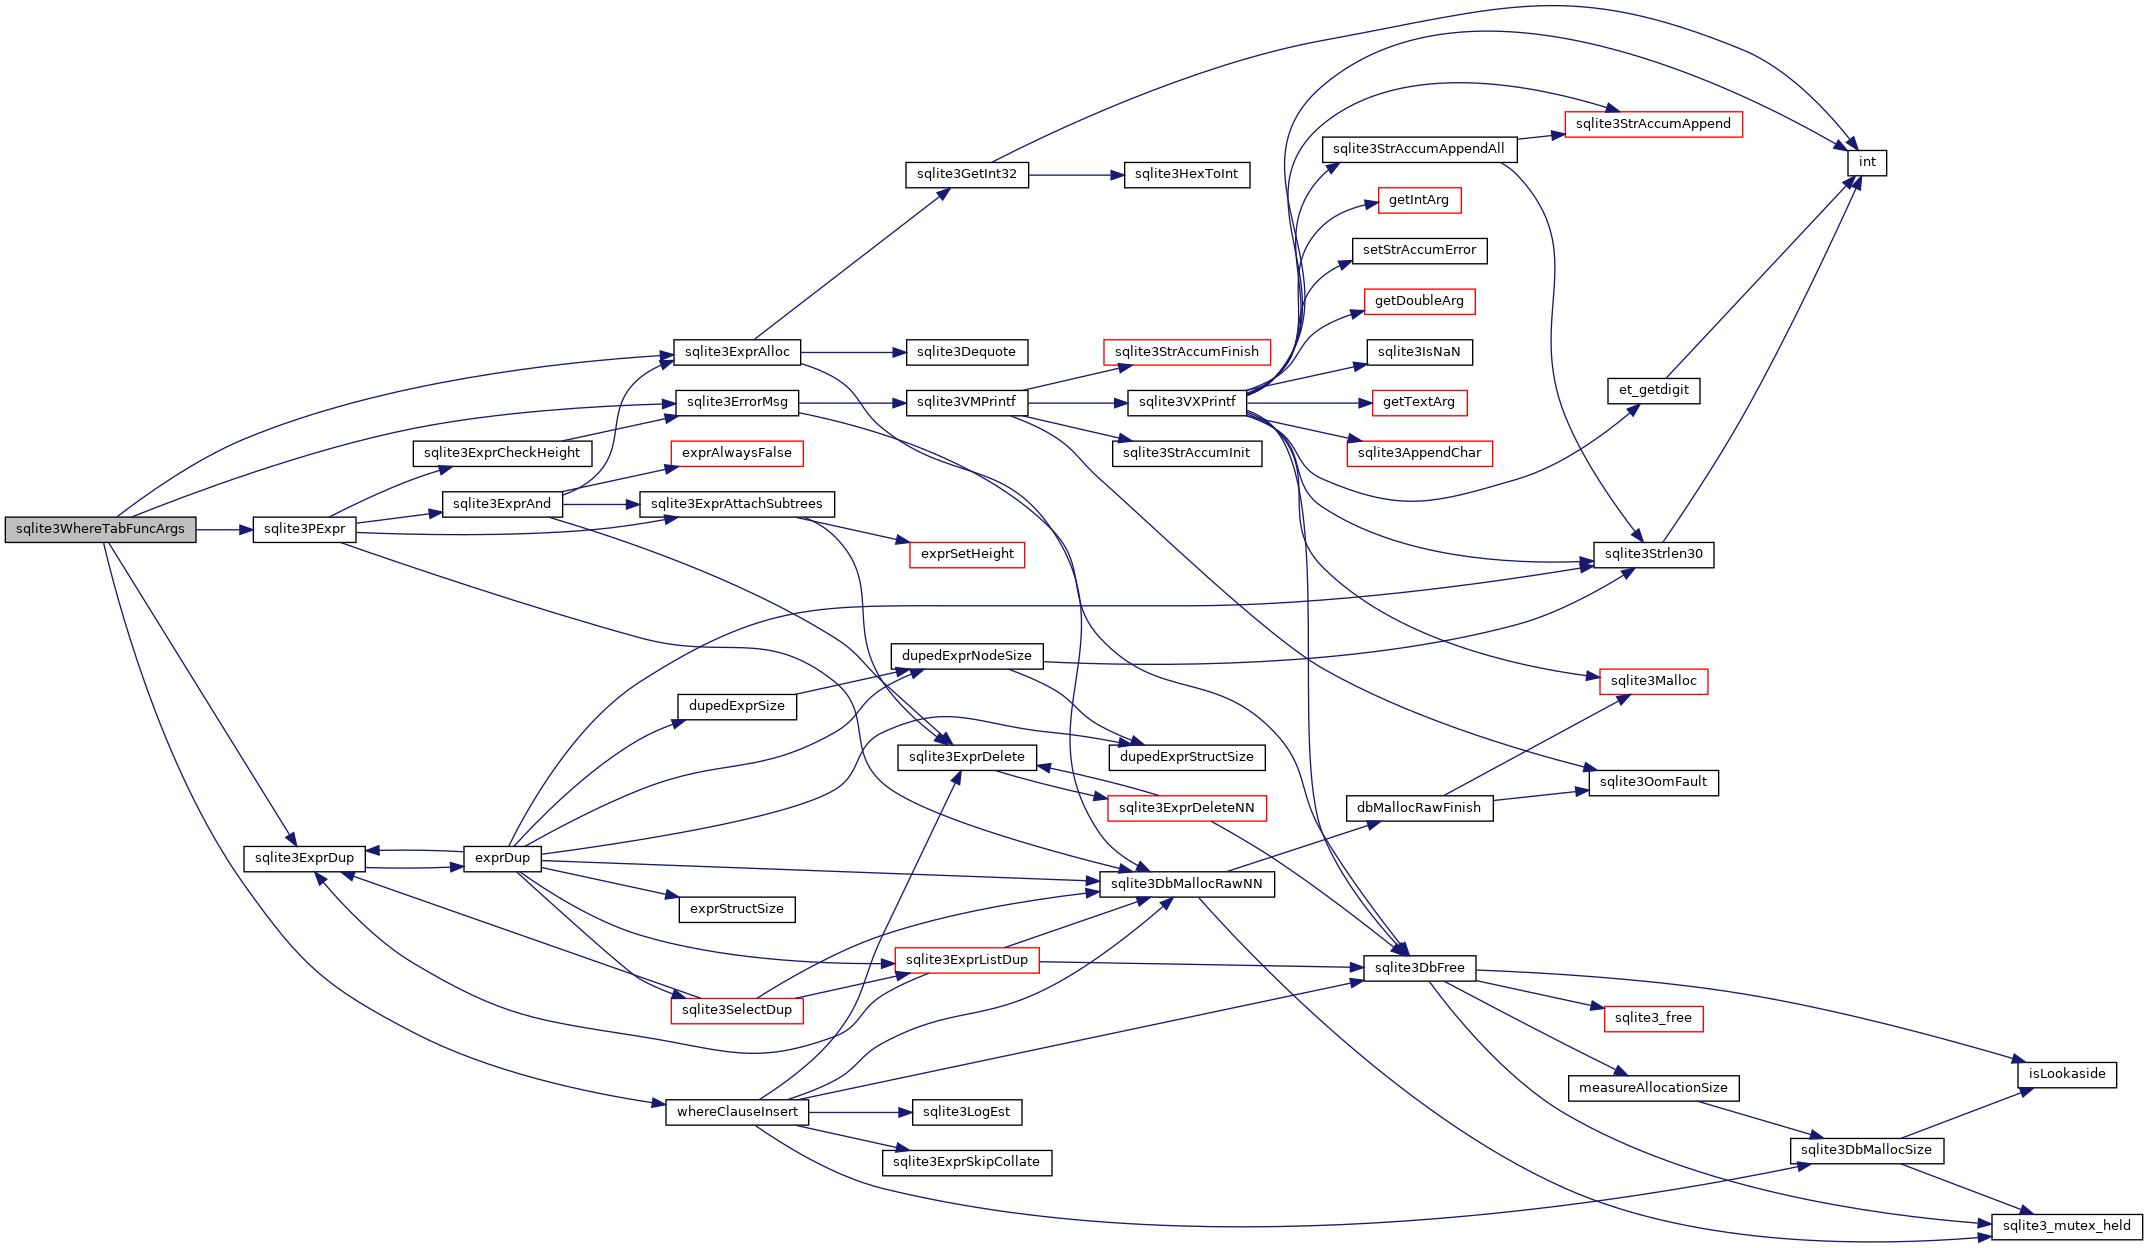 sqlite3WhereTabFuncArgs
sqlite3PExpr
sqlite3ExprDup
sqlite3ExprCheckHeight
sqlite3ExprAnd
exprDup
sqlite3ExprAlloc
sqlite3ErrorMsg
exprAlwaysFalse
sqlite3ExprAttachSubtrees
dupedExprSize
exprStructSize
sqlite3SelectDup
whereClauseInsert
sqlite3GetInt32
sqlite3Dequote
sqlite3VMPrintf
exprSetHeight
dupedExprNodeSize
sqlite3ExprDelete
sqlite3ExprListDup
sqlite3LogEst
sqlite3ExprSkipCollate
sqlite3HexToInt
sqlite3StrAccumFinish
sqlite3VXPrintf
sqlite3StrAccumInit
dupedExprStructSize
sqlite3ExprDeleteNN
sqlite3DbMallocRawNN
sqlite3StrAccumAppendAll
getIntArg
setStrAccumError
getDoubleArg
sqlite3IsNaN
getTextArg
sqlite3AppendChar
dbMallocRawFinish
sqlite3DbFree
sqlite3StrAccumAppend
et_getdigit
sqlite3Strlen30
sqlite3Malloc
sqlite3OomFault
sqlite3_free
measureAllocationSize
int
sqlite3DbMallocSize
isLookaside
sqlite3_mutex_held